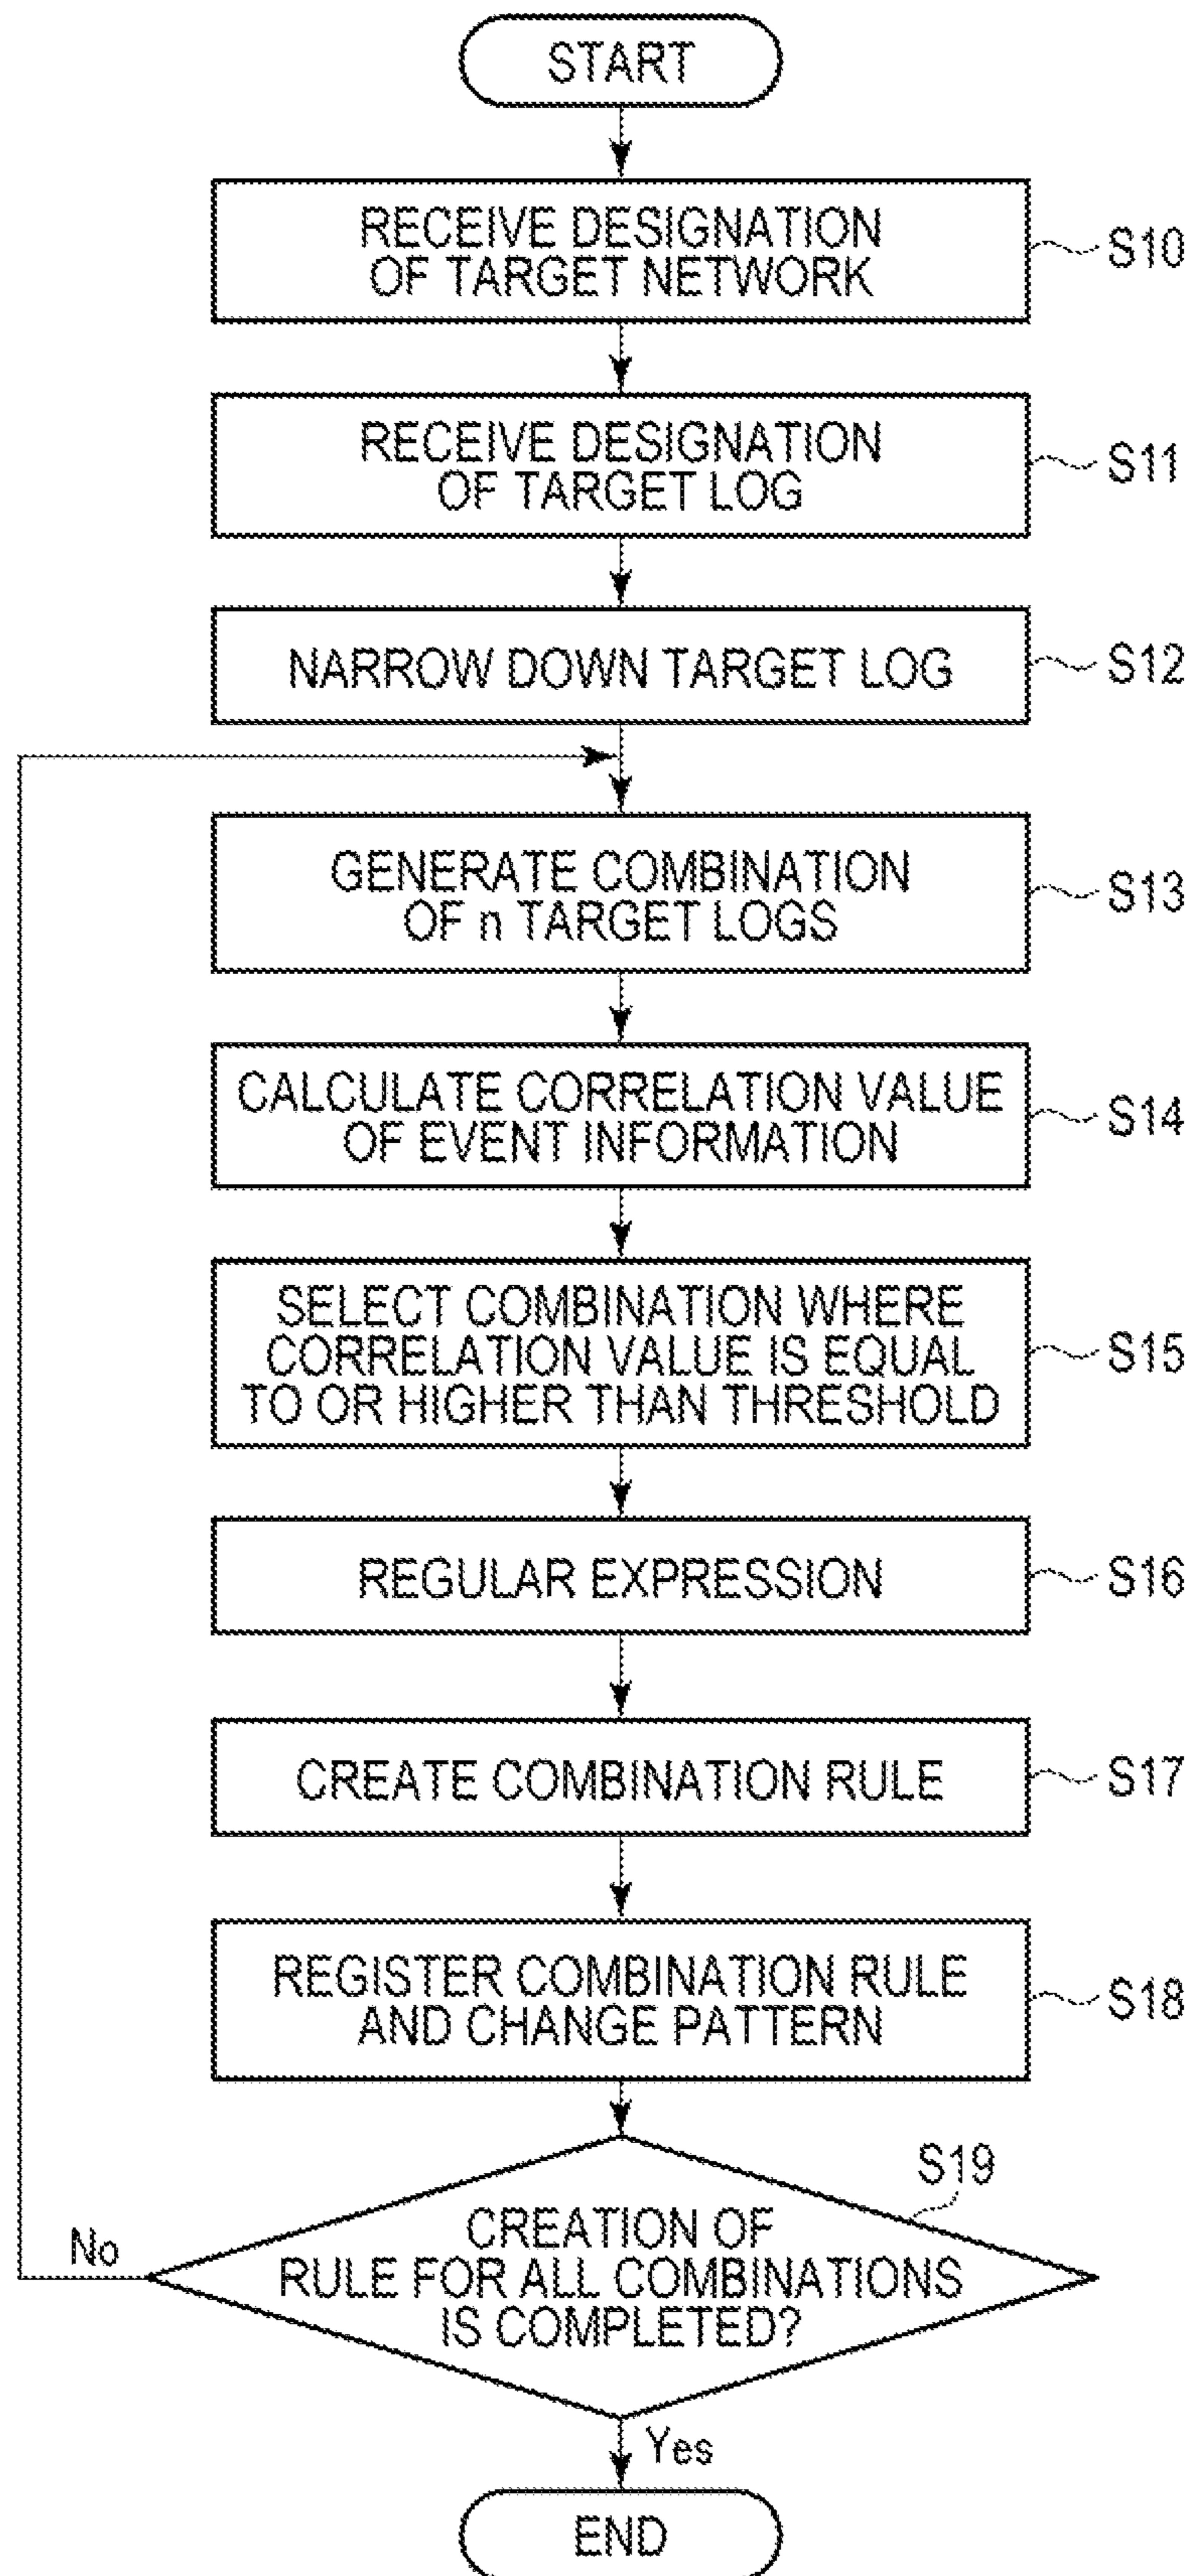 START
RECEIVE DESIGNATION
OF TARGET NETWORK
S10
RECEIVE DESIGNATION
OF TARGET LOG
S11
NARROW DOWN TARGET LOG
S12
GENERATE COMBINATION
OF n TARGET LOGS
S13
CALCULATE CORRELATION VALUE
OF EVENT INFORMATION
S14
SELECT COMBINATION WHERE
CORRELATION VALUE IS EQUAL
TO OR HIGHER THAN THRESHOLD
S15
REGULAR EXPRESSION
S16
CREATE COMBINATION RULE
S17
REGISTER COMBINATION RULE
AND CHANGE PATTERN
S18
S19
CREATION OF
RULE FOR ALL COMBINATIONS
IS COMPLETED?
No
Yes
END